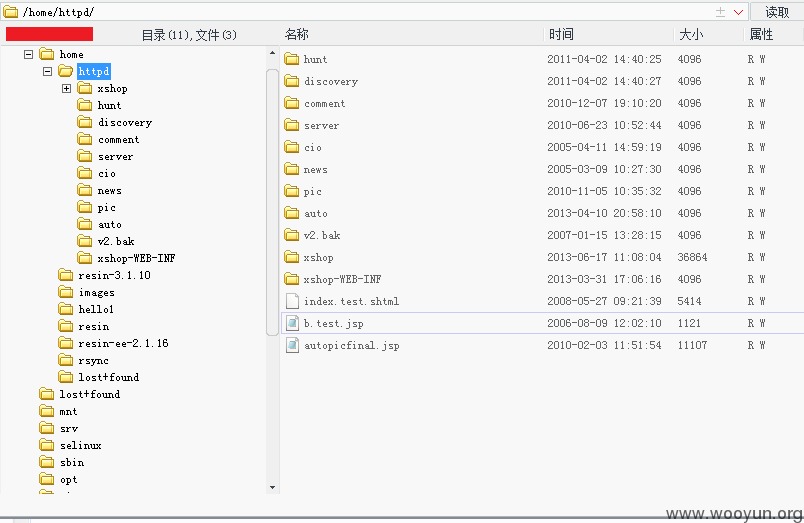 /home/httpd/ 读取
目录(11),文件(3) 名称 时间 大小 属性
home
httpd
xshop
hunt
discovery
comment
server
cio
news
pic
auto
v2.bak
xshop-WEB-INF
resin-3.1.10
images
hello1
resin
resin-ee-2.1.16
rsync
lost+found
lost+found
mnt
srv
selinux
sbin
opt
hunt 2011-04-02 14:40:25 4096 R W
discovery 2011-04-02 14:40:27 4096 R W
comment 2010-12-07 19:10:20 4096 R W
server 2010-06-23 10:52:44 4096 R W
cio 2005-04-11 14:59:19 4096 R W
news 2005-03-09 10:27:30 4096 R W
pic 2010-11-05 10:35:32 4096 R W
auto 2013-04-10 20:58:10 4096 R W
v2.bak 2007-01-15 13:28:15 4096 R W
xshop 2013-06-17 11:08:04 36864 R W
xshop-WEB-INF 2013-03-31 17:06:16 4096 R W
index.test.shtml 2008-05-27 09:21:39 5414 R W
b.test.jsp 2006-08-09 12:02:10 1121 R W
autopicfinal.jsp 2010-02-03 11:51:54 11107 R W
www.wooyun.org